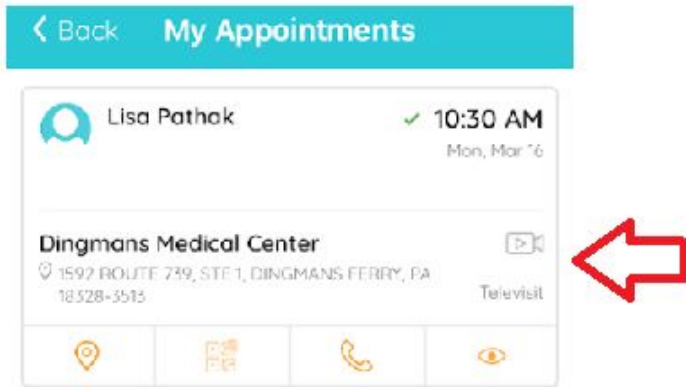 Back My Appointments
Lisa Pathak
10:30 AM
Mon, Mar 16
Dingmans Medical Center
1592 ROUTE 739, STE 1, DINGMANS FERRY, PA
18328-3513
Televisit